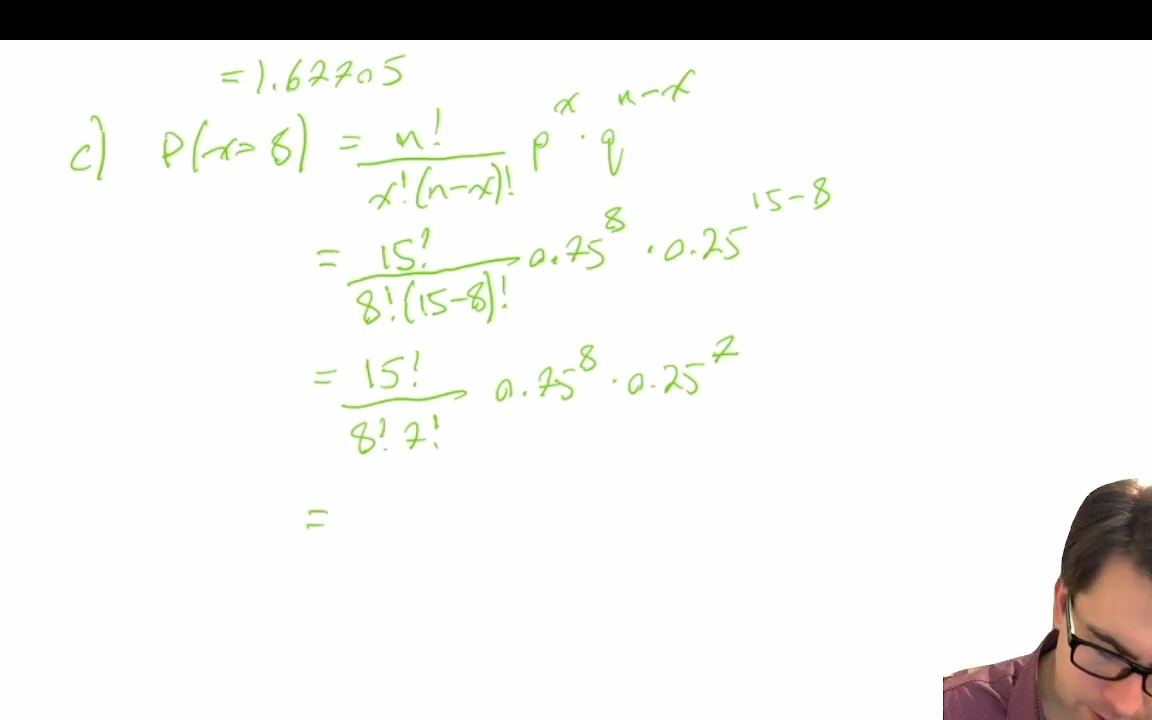 = 1.62705
c) P(x=8) = n! / x!(n-x)! p^x · q^(n-x)
= 15! / 8!(15-8)! 0.75^8 · 0.25^(15-8)
= 15! / 8! 7! 0.75^8 · 0.25^7
=